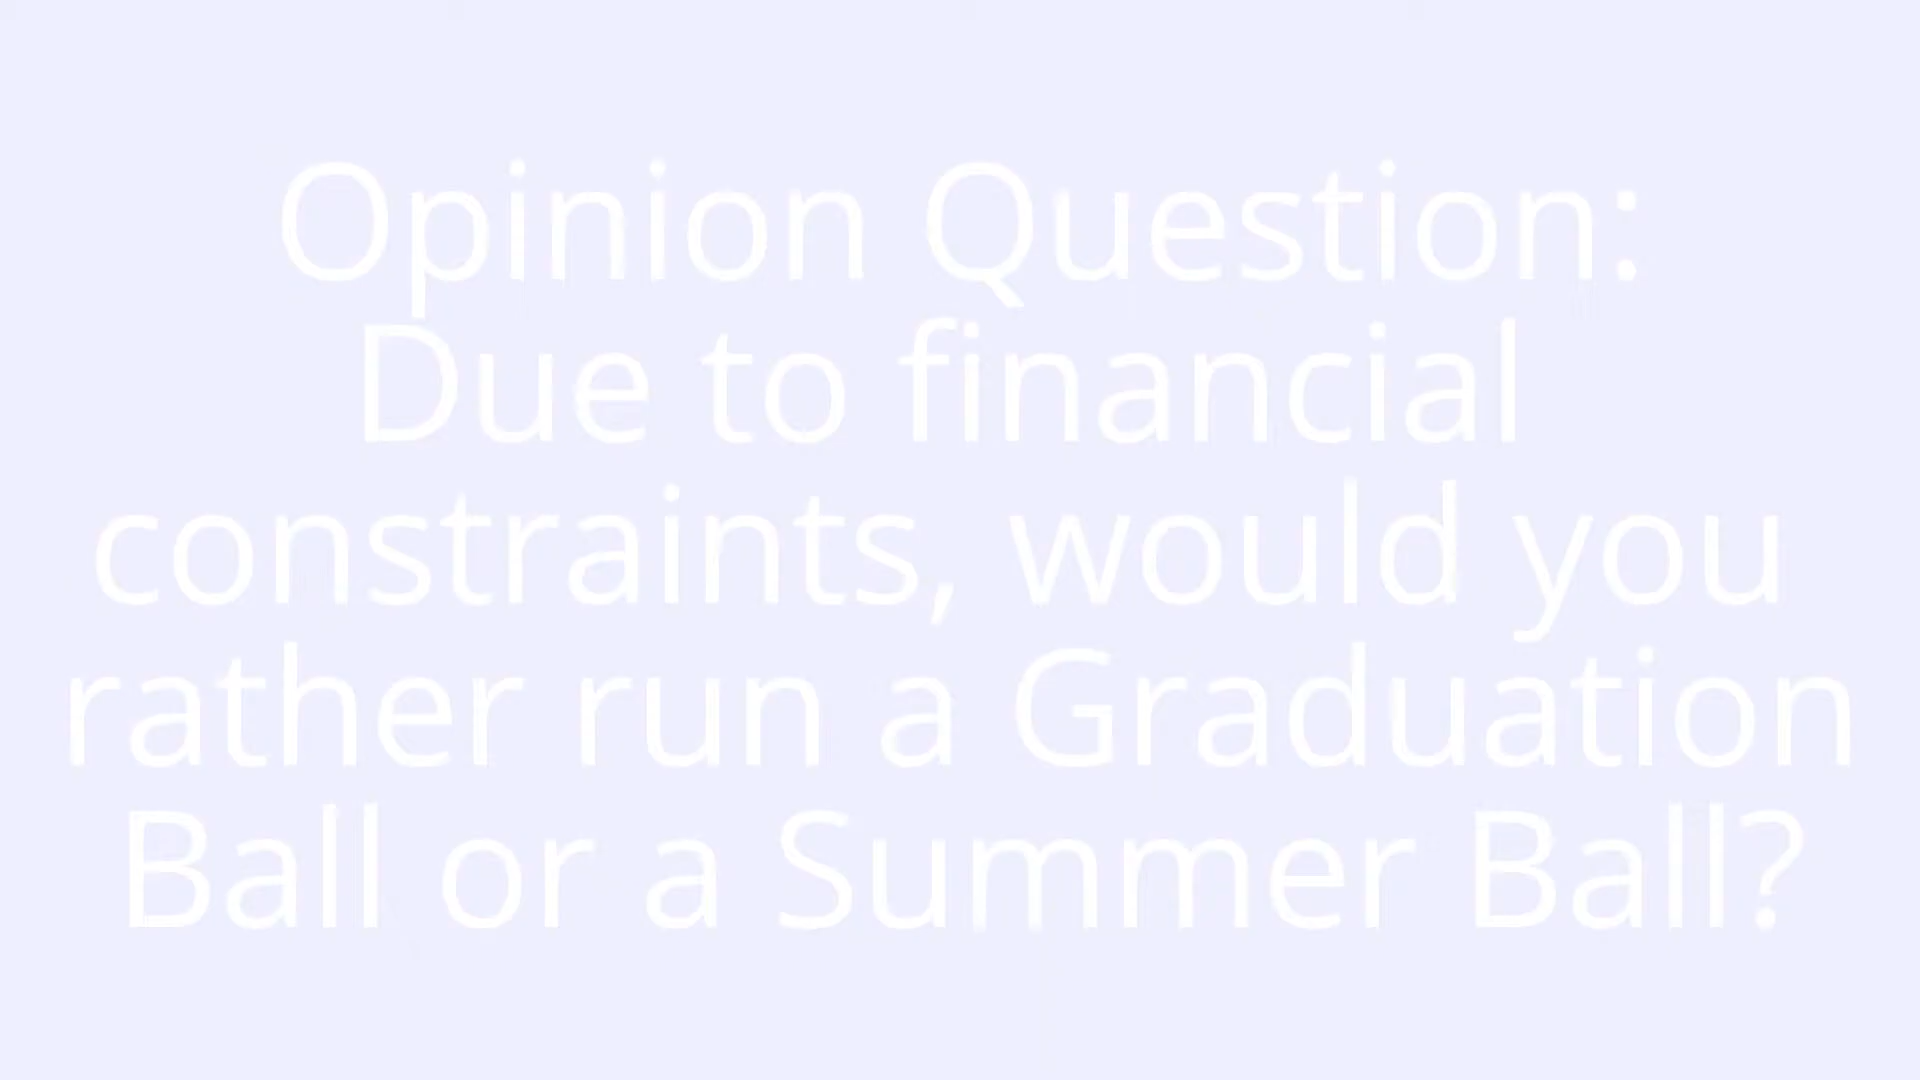 Opinion Question:
Due to financial
constraints, would you
rather run a Graduation
Ball or a Summer Ball?